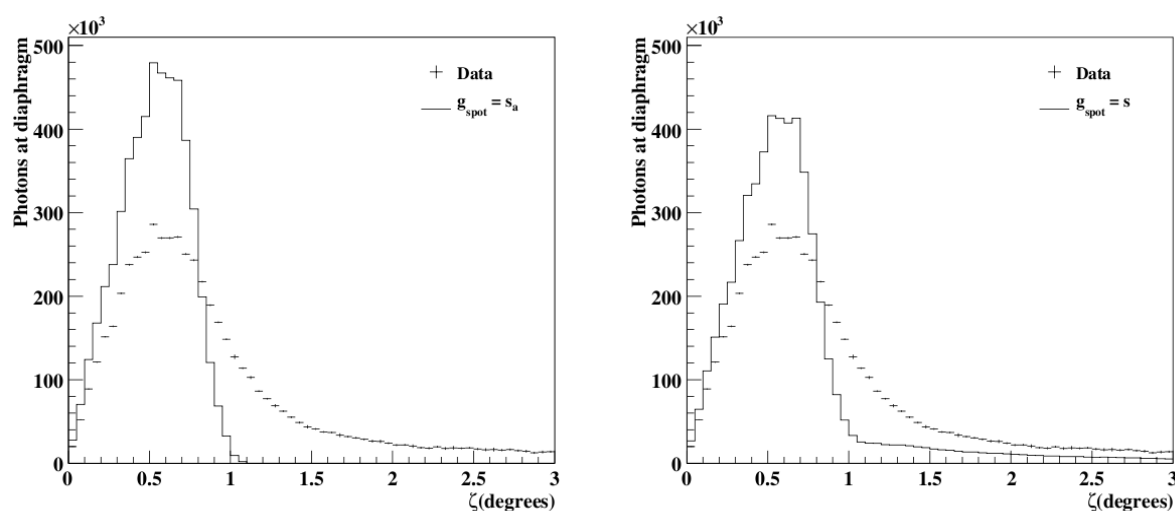 ×10³
500
400
300
200
100
0
Photons at diaphragm
Data
g_spot = s_a
0 0.5 1 1.5 2 2.5 3
ζ(degrees)
×10³
500
400
300
200
100
0
Photons at diaphragm
Data
g_spot = s
0 0.5 1 1.5 2 2.5 3
ζ(degrees)